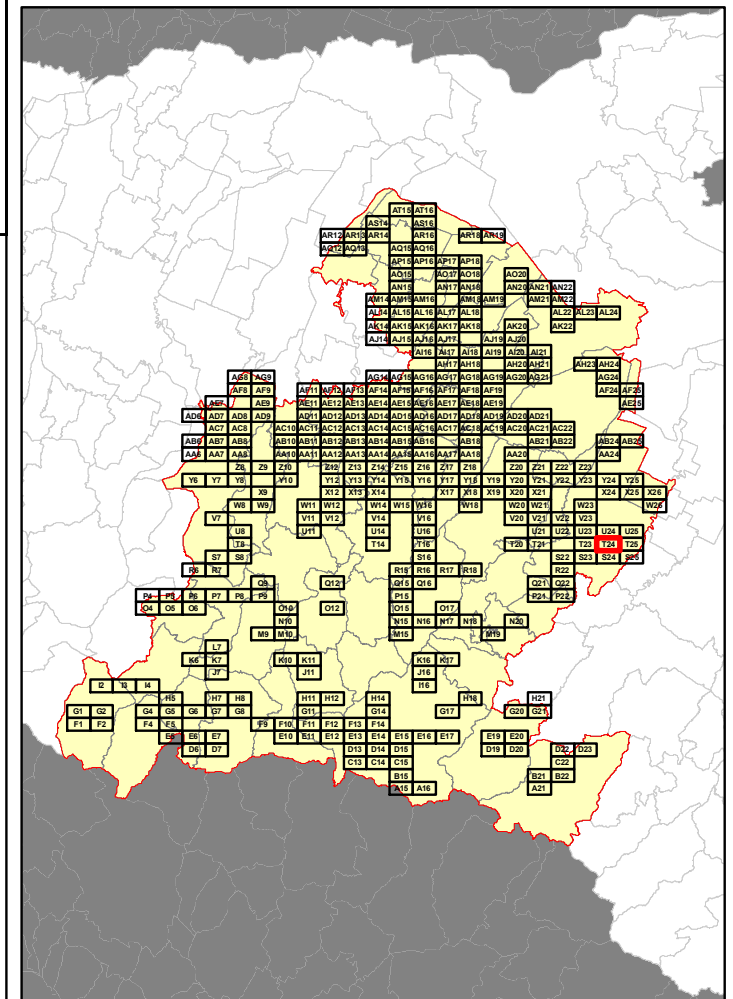 AT15 AT16
AS14 AS16
AR12 AR13 AR14 AR16 AR18 AR19
AQ12 AQ13 AQ15 AQ16
AP15 AP16 AP17 AP18
AO15 AO17 AO18 AO20
AN15 AN17 AN18 AN20 AN21 AN22
AM14 AM15 AM16 AM18 AM19 AM21 AM22
AL14 AL15 AL16 AL17 AL18 AL22 AL23 AL24
AK14 AK15 AK16 AK17 AK18 AK20 AK22
AJ14 AJ15 AJ16 AJ17 AJ19 AJ20
AI16 AI17 AI18 AI19 AI20 AI21
AH17 AH18 AH20 AH21 AH23 AH24
AG8 AG9 AG14 AG15 AG16 AG17 AG18 AG19 AG20 AG21 AG24
AF8 AF9 AF11 AF12 AF13 AF14 AF15 AF16 AF17 AF18 AF19 AF24 AF25
AE7 AE9 AE11 AE12 AE13 AE14 AE15 AE16 AE17 AE18 AE19 AE25
AD6 AD7 AD8 AD9 AD11 AD12 AD13 AD14 AD15 AD16 AD17 AD18 AD19 AD20 AD21
AC7 AC8 AC10 AC11 AC12 AC13 AC14 AC15 AC16 AC17 AC18 AC19 AC20 AC21 AC22
AB6 AB7 AB8 AB10 AB11 AB12 AB13 AB14 AB15 AB16 AB18 AB21 AB22 AB24 AB25
AA6 AA7 AA8 AA10 AA11 AA12 AA13 AA14 AA15 AA16 AA17 AA18 AA20 AA24
Z8 Z9 Z10 Z12 Z13 Z14 Z15 Z16 Z17 Z18 Z20 Z21 Z22 Z23
Y6 Y7 Y8 Y10 Y12 Y13 Y14 Y15 Y16 Y17 Y18 Y19 Y20 Y21 Y22 Y23 Y24 Y25
X9 X12 X13 X14 X17 X18 X19 X20 X21 X24 X25 X26
W8 W9 W11 W12 W14 W15 W16 W18 W20 W21 W23 W26
V7 V11 V12 V14 V16 V20 V21 V22 V23
U8 U11 U14 U16 U21 U22 U23 U24 U25
T8 T14 T16 T20 T21 T23 T24 T25
S7 S8 S16 S22 S23 S24 S25
R6 R7 R15 R16 R17 R18 R22
Q9 Q12 Q15 Q16 Q21 Q22
P4 P5 P6 P7 P8 P9 P15 P21 P22
O4 O5 O6 O10 O12 O15 O17
N10 N15 N16 N17 N18 N20
M9 M10 M15 M19
L7
K6 K7 K10 K11 K16 K17
J7 J11 J16
I2 I3 I4 I16
H5 H7 H8 H11 H12 H14 H18 H21
G1 G2 G4 G5 G6 G7 G8 G11 G14 G17 G20 G21
F1 F2 F4 F5 F9 F10 F11 F12 F13 F14
E5 E6 E7 E10 E11 E12 E13 E14 E15 E16 E17 E19 E20
D6 D7 D13 D14 D15 D19 D20 D22 D23
C13 C14 C15 C22
B15 B21 B22
A15 A16 A21